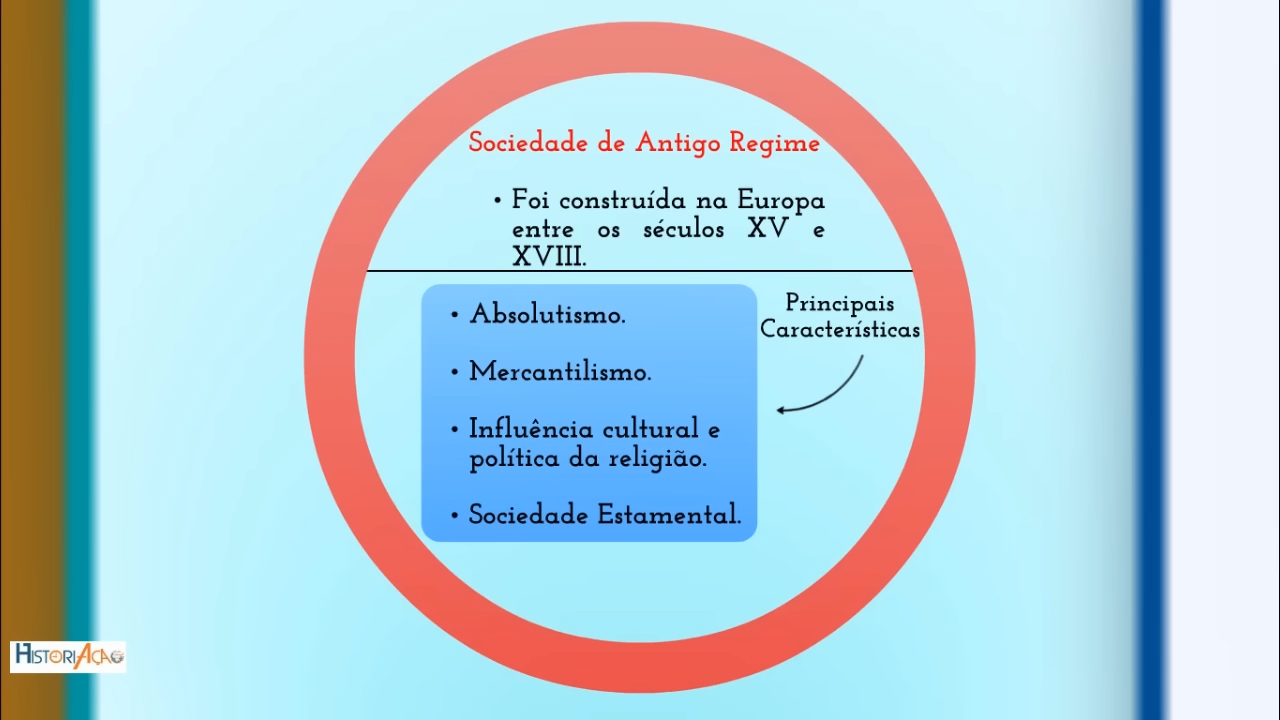 Sociedade de Antigo Regime
• Foi construída na Europa
entre os séculos XV e
XVIII.
Principais
Características
• Absolutismo.
• Mercantilismo.
• Influência cultural e
política da religião.
• Sociedade Estamental.
HISTORIAÇÃO